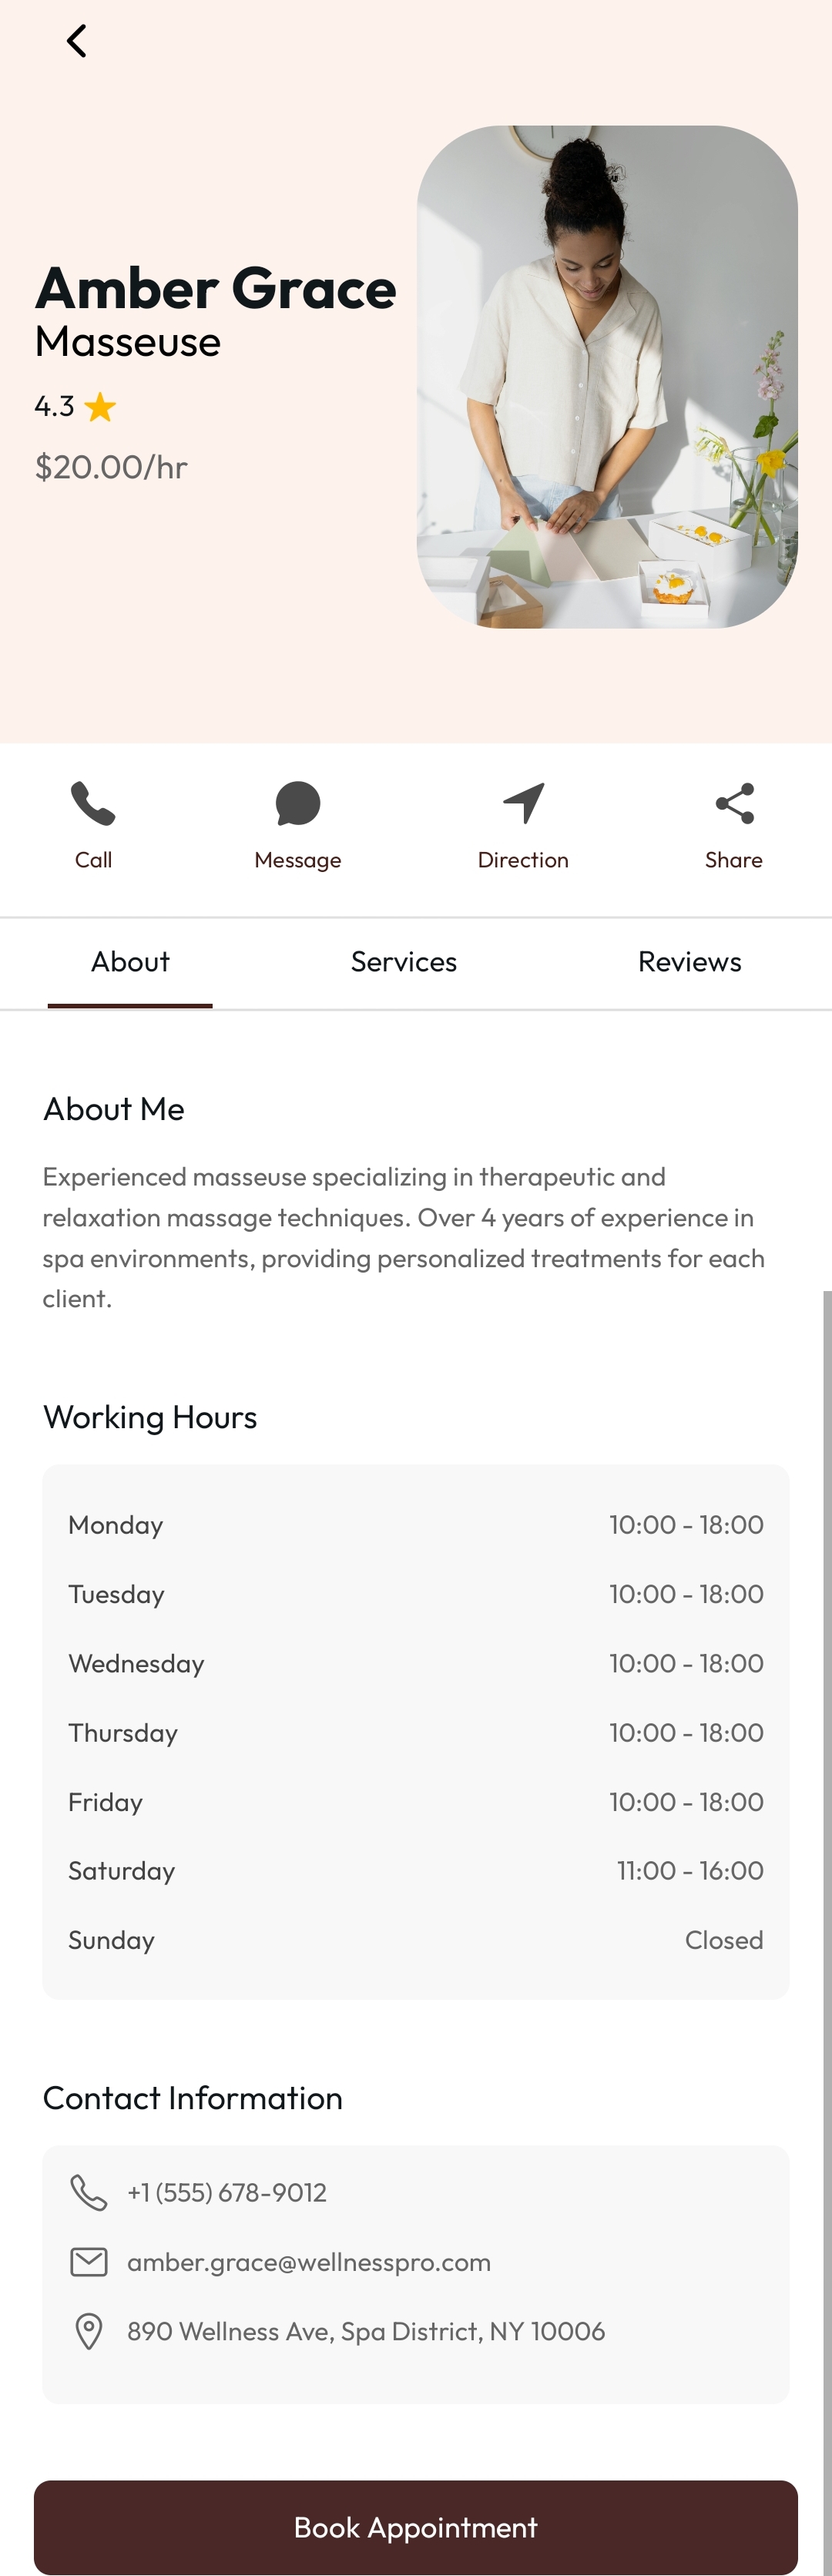 Amber Grace
Masseuse
4.3
$20.00/hr
Call
Message
Direction
Share
About
Services
Reviews
About Me
Experienced masseuse specializing in therapeutic and
relaxation massage techniques. Over 4 years of experience in
spa environments, providing personalized treatments for each
client.
Working Hours
Monday 10:00 - 18:00
Tuesday 10:00 - 18:00
Wednesday 10:00 - 18:00
Thursday 10:00 - 18:00
Friday 10:00 - 18:00
Saturday 11:00 - 16:00
Sunday Closed
Contact Information
+1 (555) 678-9012
amber.grace@wellnesspro.com
890 Wellness Ave, Spa District, NY 10006
Book Appointment